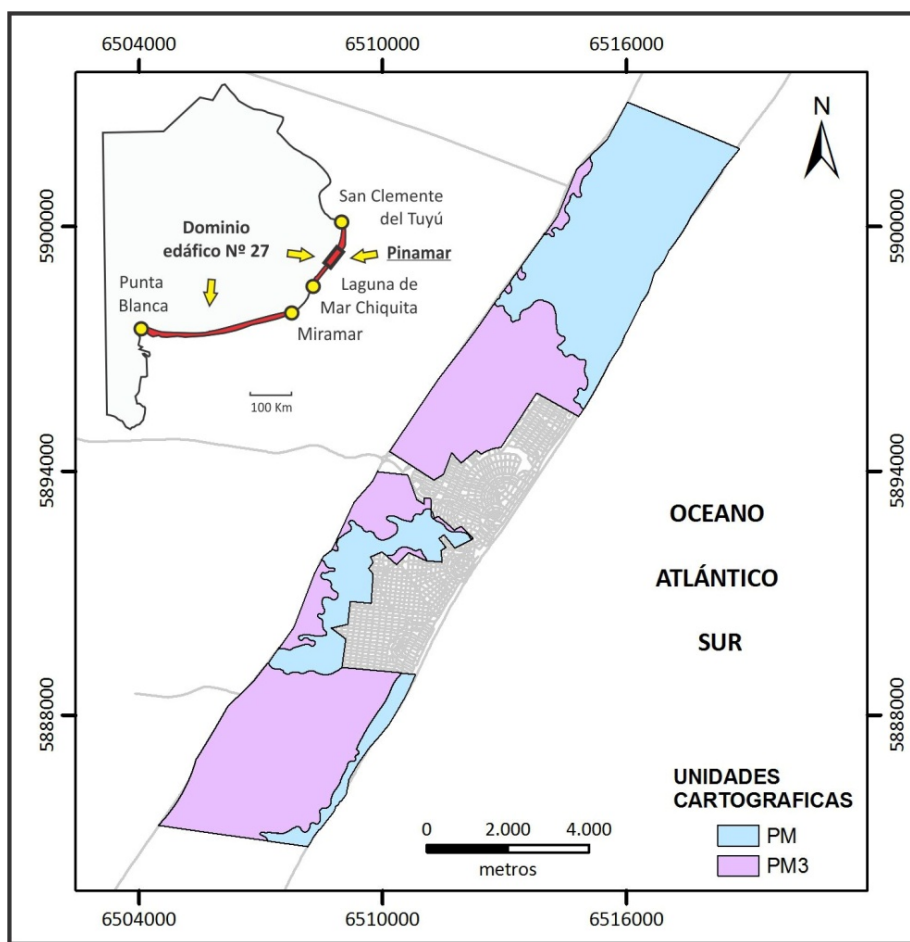 6504000 6510000 6516000
N
5900000 5900000
San Clemente
del Tuyú
Dominio
edáfico Nº 27
Pinamar
Punta
Blanca
Laguna de
Mar Chiquita
Miramar
100 Km
5894000 5894000
OCEANO
ATLÁNTICO
SUR
5888000 5888000
UNIDADES
CARTOGRAFICAS
PM
PM3
0 2.000 4.000
metros
6504000 6510000 6516000